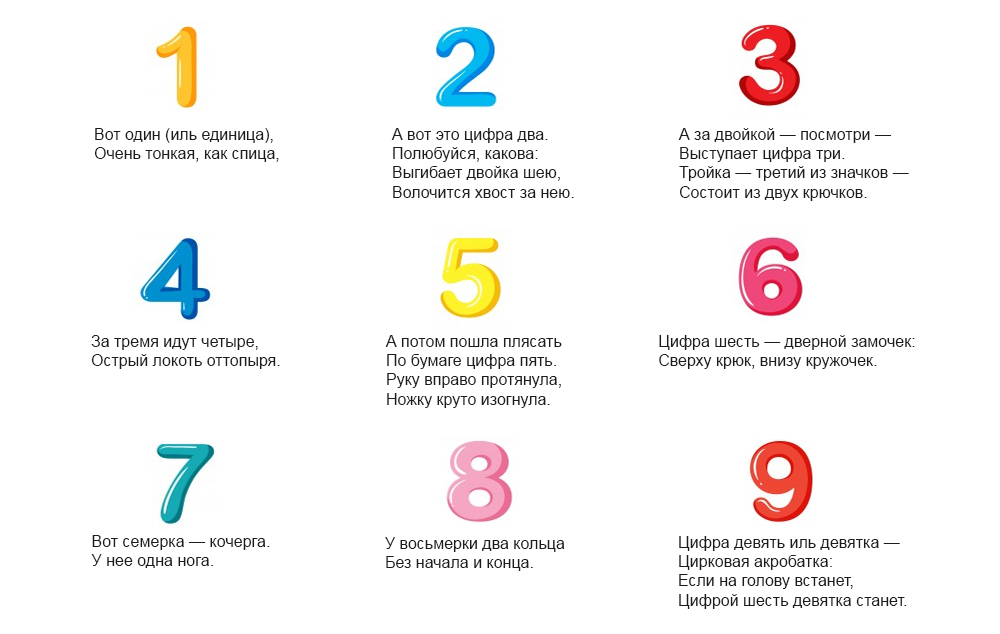 1
Вот один (иль единица),
Очень тонкая, как спица,
2
А вот это цифра два.
Полюбуйся, какова:
Выгибает двойка шею,
Волочится хвост за нею.
3
А за двойкой — посмотри —
Выступает цифра три.
Тройка — третий из значков —
Состоит из двух крючков.
4
За тремя идут четыре,
Острый локоть оттопыря.
5
А потом пошла плясать
По бумаге цифра пять.
Руку вправо протянула,
Ножку круто изогнула.
6
Цифра шесть — дверной замочек:
Сверху крюк, внизу кружочек.
7
Вот семерка — кочерга.
У нее одна нога.
8
У восьмерки два кольца
Без начала и конца.
9
Цифра девять иль девятка —
Цирковая акробатка:
Если на голову встанет,
Цифрой шесть девятка станет.